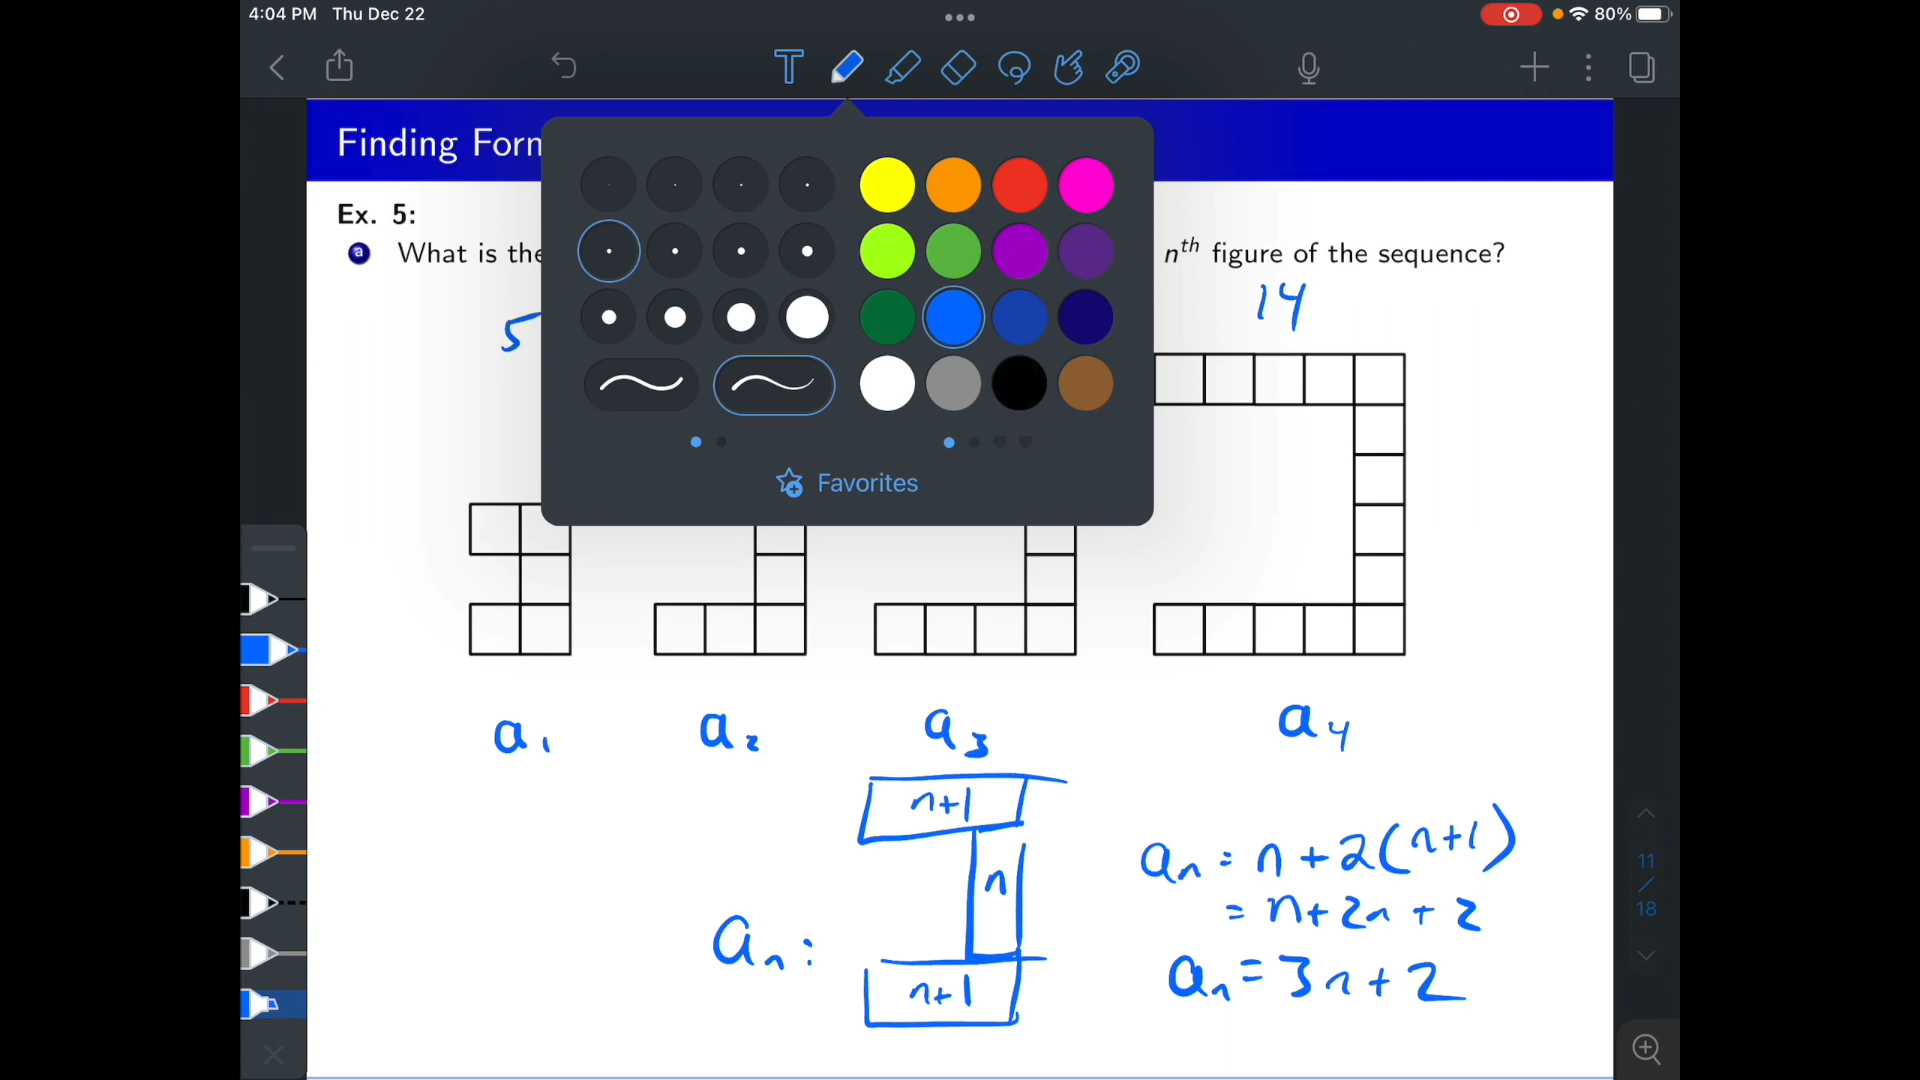 4:04 PM Thu Dec 22
80%
T
Finding Form
Ex. 5:
a What is the nth figure of the sequence?
5 14
Favorites
a₁ a₂ a₃ a₄
n+1
n
aₙ:
n+1
aₙ = n + 2(n+1)
= n + 2n + 2
aₙ = 3n + 2
11
/
18